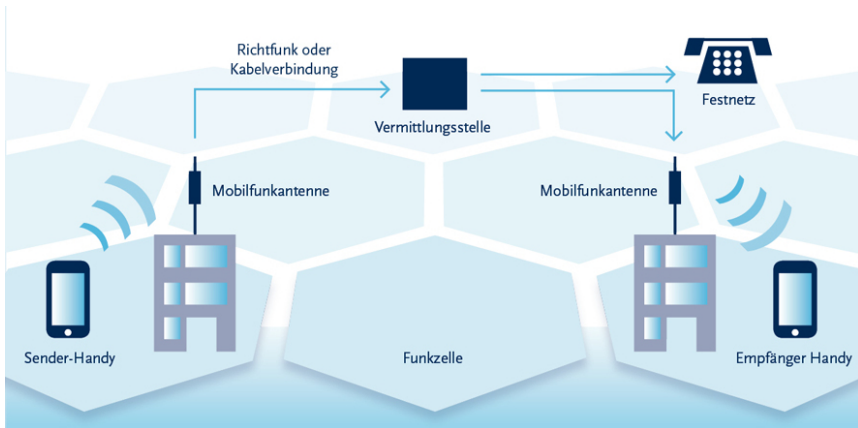 Richtfunk oder
Kabelverbindung
Festnetz
Vermittlungsstelle
Mobilfunkantenne
Mobilfunkantenne
Sender-Handy
Funkzelle
Empfänger Handy